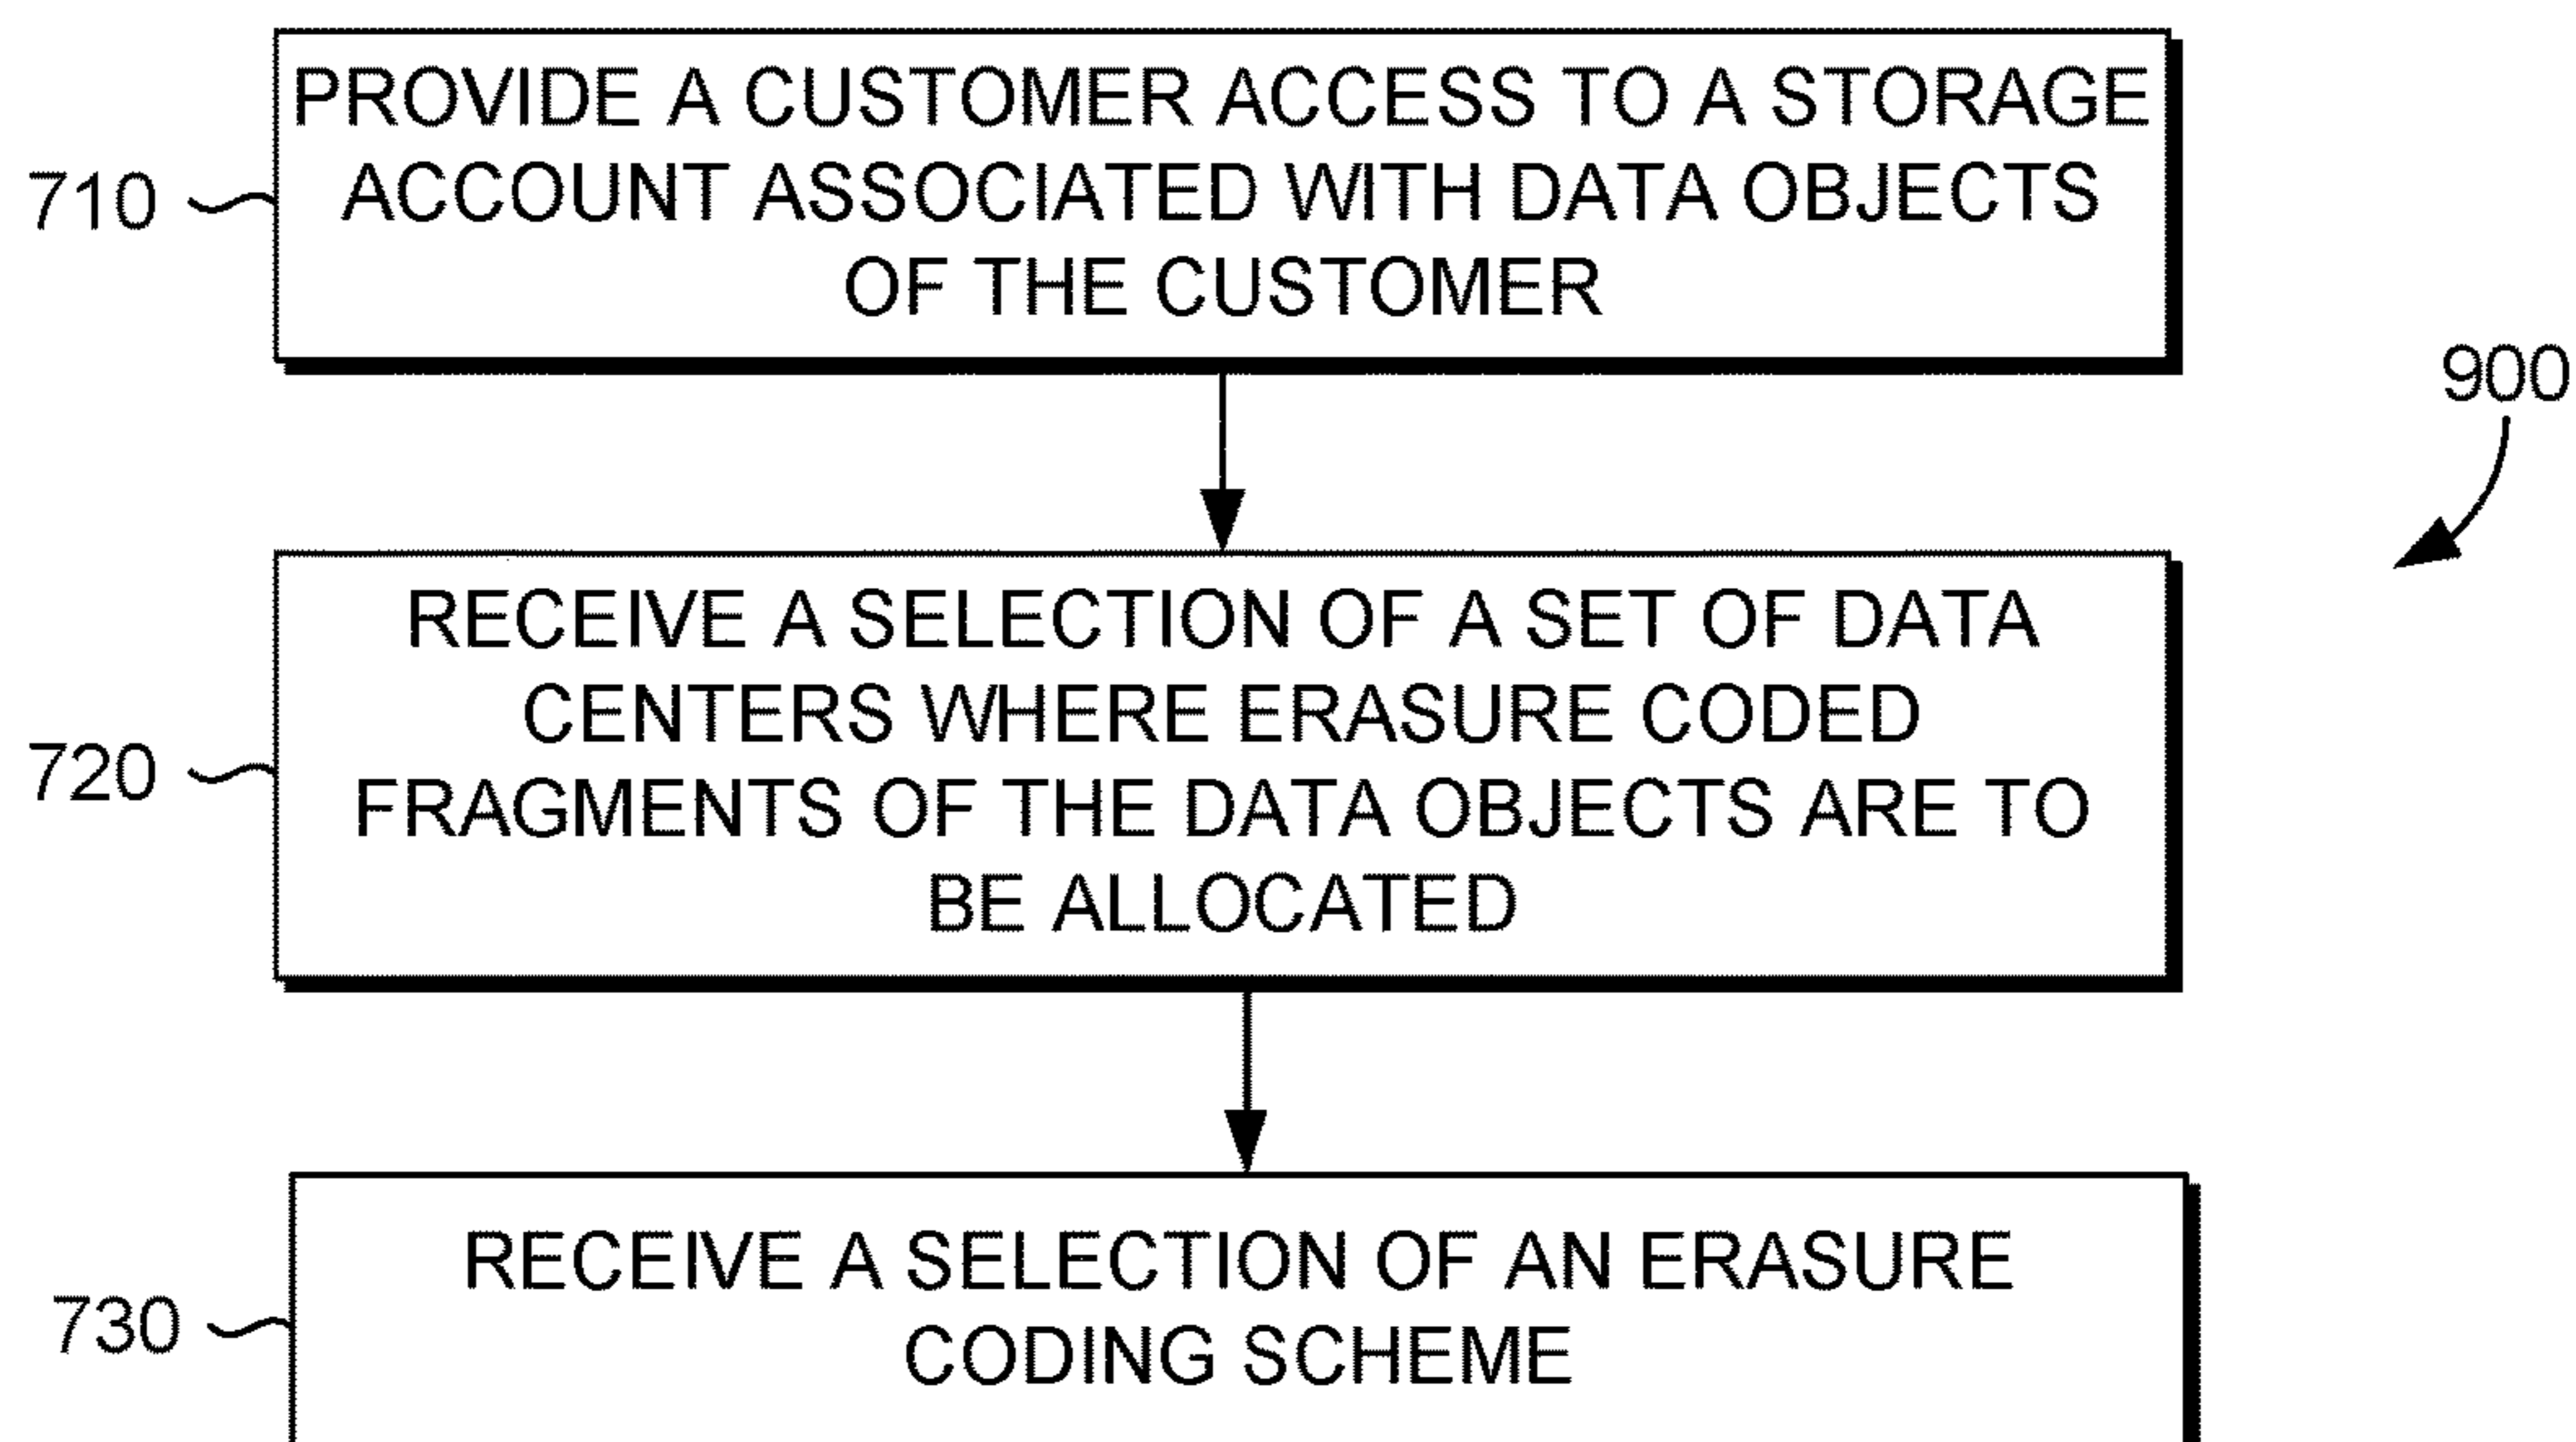 PROVIDE A CUSTOMER ACCESS TO A STORAGE
710
ACCOUNT ASSOCIATED WITH DATA OBJECTS
OF THE CUSTOMER
900
RECEIVE A SELECTION OF A SET OF DATA
CENTERS WHERE ERASURE CODED
720
FRAGMENTS OF THE DATA OBJECTS ARE TO
BE ALLOCATED
RECEIVE A SELECTION OF AN ERASURE
730
CODING SCHEME